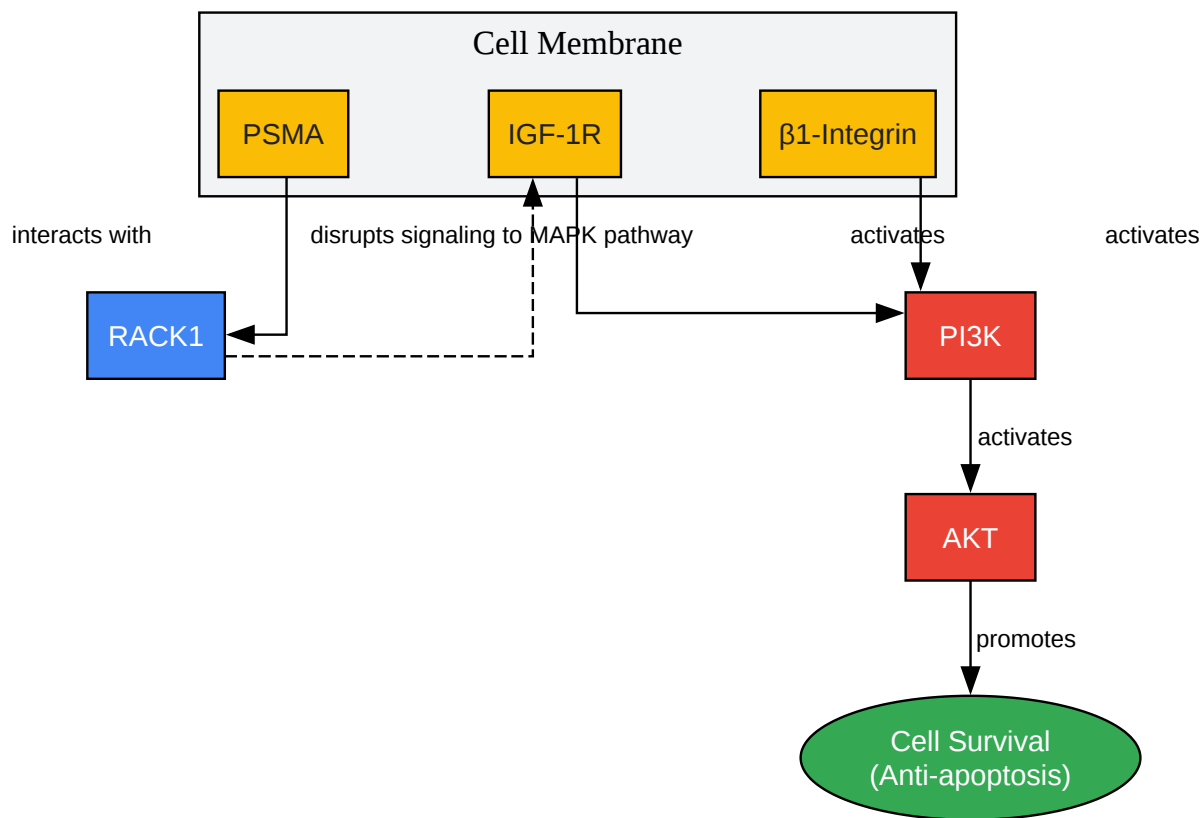 Cell Membrane
PSMA
IGF-1R
β1-Integrin
interacts with
disrupts signaling to MAPK pathway
activates
activates
RACK1
PI3K
activates
AKT
promotes
Cell Survival
(Anti-apoptosis)